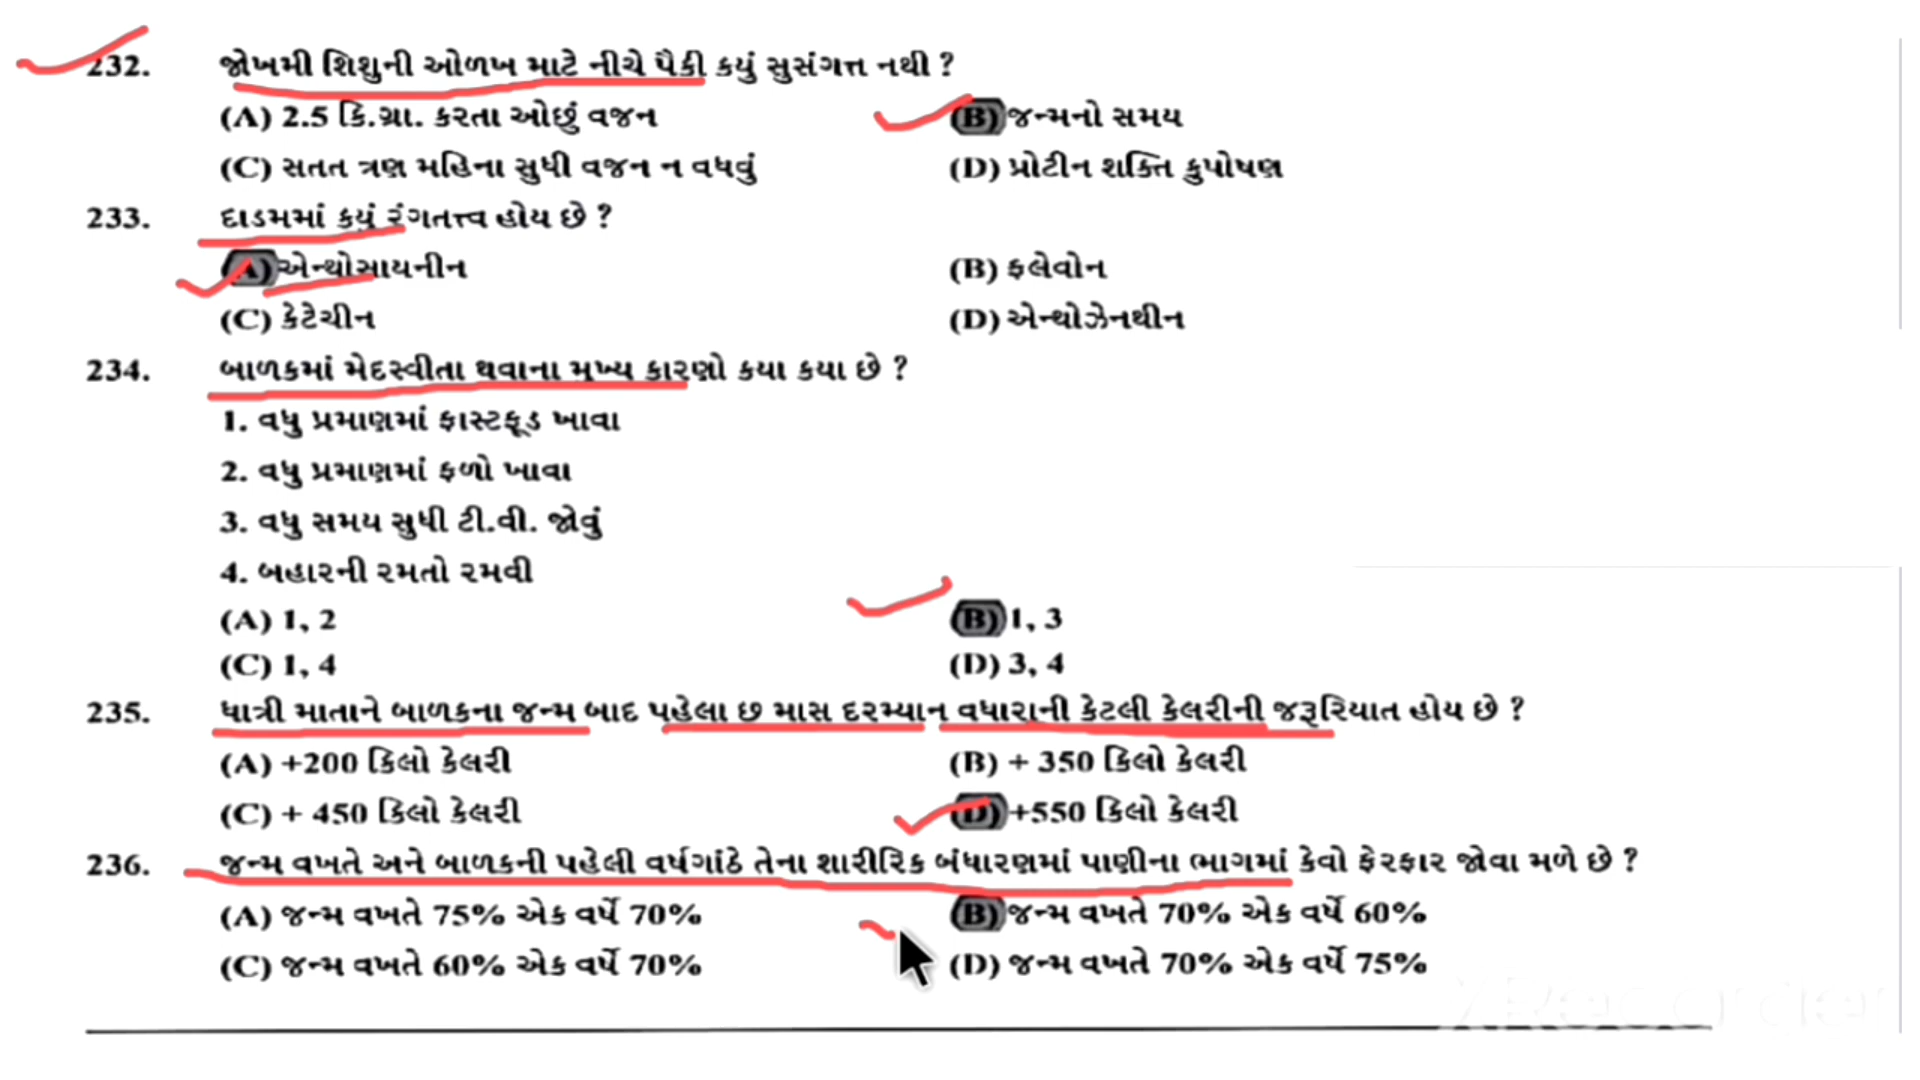 232. જોખમી શિશુની ઓળખ માટે નીચે પૈકી કયું સુસંગત્ત નથી ?
(A) 2.5 કિ.ગ્રા. કરતા ઓછું વજન (B) જન્મનો સમય
(C) સતત ત્રણ મહિના સુધી વજન ન વધવું (D) પ્રોટીન શક્તિ કુપોષણ
233. દાડમમાં કયું રંગતત્ત્વ હોય છે ?
(A) એન્થોસાયનીન (B) ફલેવોન
(C) કેટેચીન (D) એન્થોઝેનથીન
234. બાળકમાં મેદસ્વીતા થવાના મુખ્ય કારણો કયા કયા છે ?
1. વધુ પ્રમાણમાં ફાસ્ટફૂડ ખાવા
2. વધુ પ્રમાણમાં ફળો ખાવા
3. વધુ સમય સુધી ટી.વી. જોવું
4. બહારની રમતો રમવી
(A) 1, 2 (B) 1, 3
(C) 1, 4 (D) 3, 4
235. ધાત્રી માતાને બાળકના જન્મ બાદ પહેલા છ માસ દરમ્યાન વધારાની કેટલી કેલરીની જરૂરિયાત હોય છે ?
(A) +200 કિલો કેલરી (B) + 350 કિલો કેલરી
(C) + 450 કિલો કેલરી (D) +550 કિલો કેલરી
236. જન્મ વખતે અને બાળકની પહેલી વર્ષગાંઠે તેના શારીરિક બંધારણમાં પાણીના ભાગમાં કેવો ફેરફાર જોવા મળે છે ?
(A) જન્મ વખતે 75% એક વર્ષે 70% (B) જન્મ વખતે 70% એક વર્ષે 60%
(C) જન્મ વખતે 60% એક વર્ષે 70% (D) જન્મ વખતે 70% એક વર્ષે 75%
XRecorder